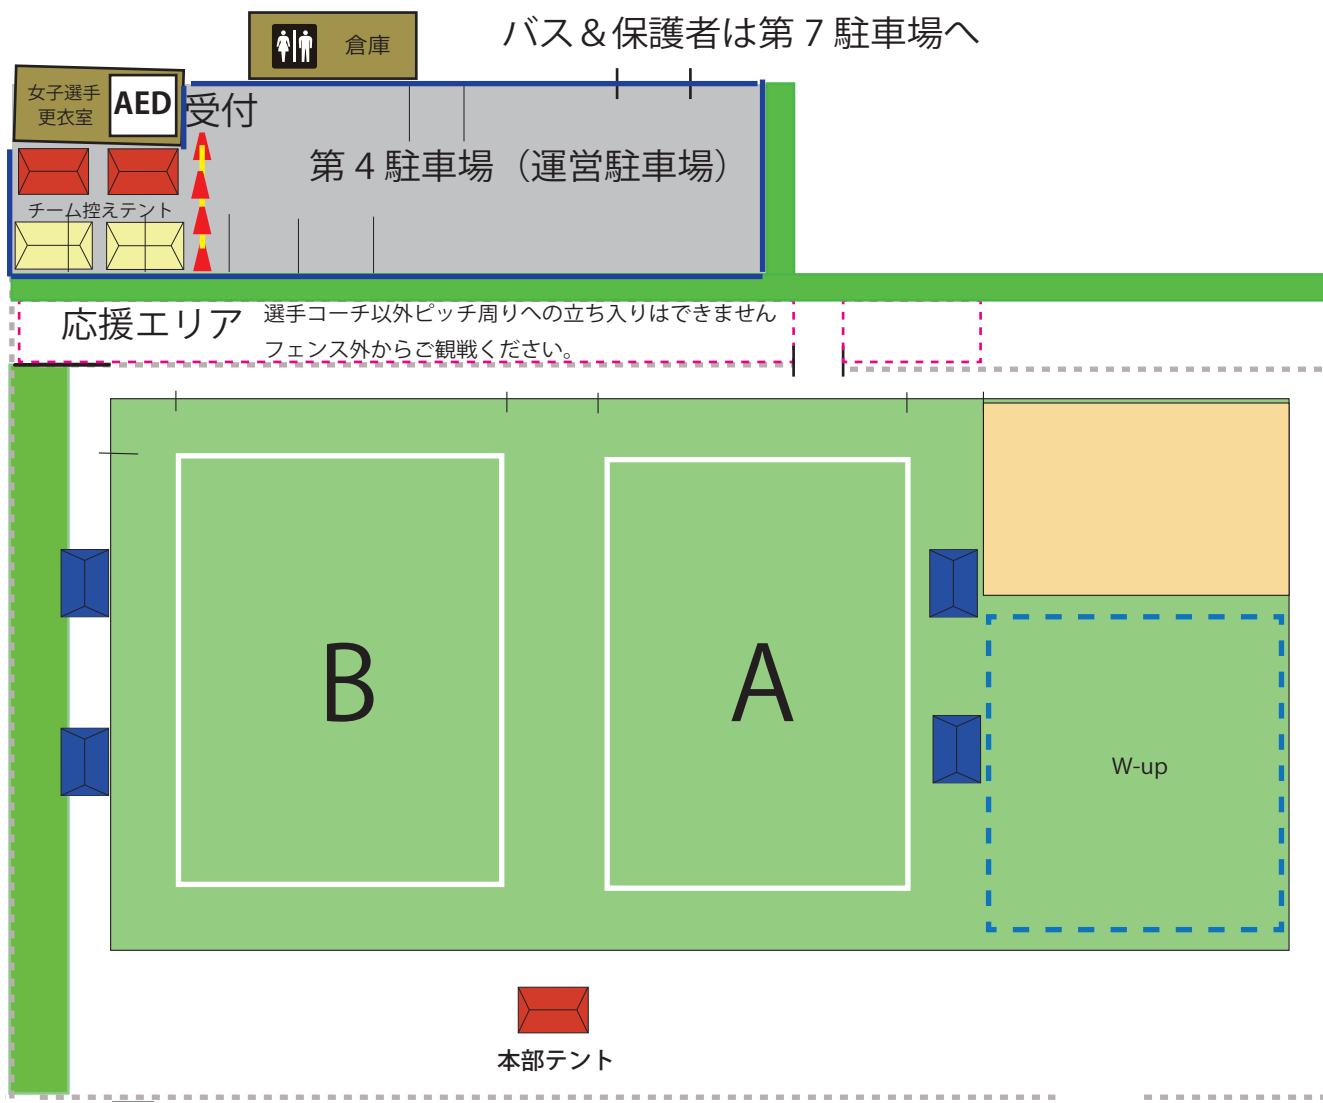 バス＆保護者は第7駐車場へ
倉庫
女子選手
更衣室
AED
受付
第4駐車場（運営駐車場）
チーム控えテント
応援エリア
選手コーチ以外ピッチ周りへの立ち入りはできません
フェンス外からご観戦ください。
B
A
W-up
本部テント